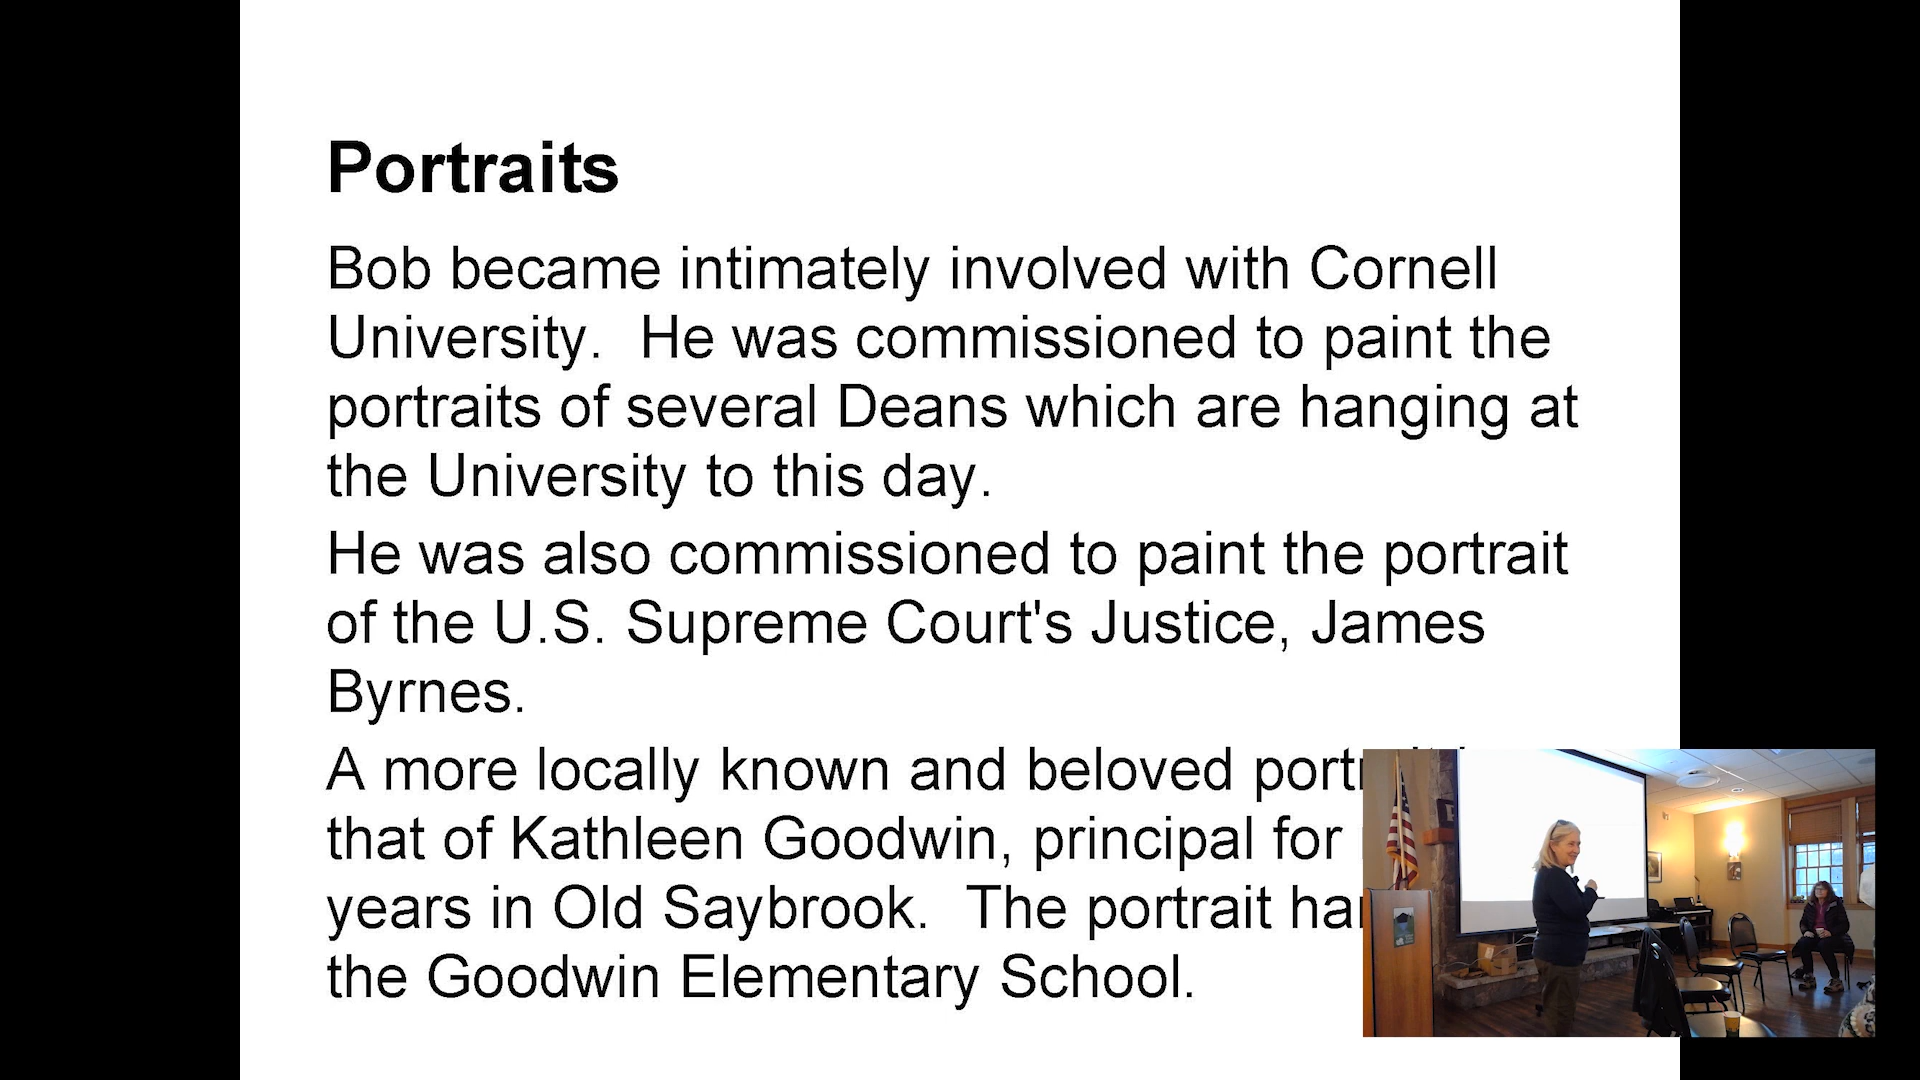 Portraits
Bob became intimately involved with Cornell
University.  He was commissioned to paint the
portraits of several Deans which are hanging at
the University to this day.
He was also commissioned to paint the portrait
of the U.S. Supreme Court's Justice, James
Byrnes.
A more locally known and beloved
that of Kathleen Goodwin, principal for
years in Old Saybrook.  The portrait
the Goodwin Elementary School.